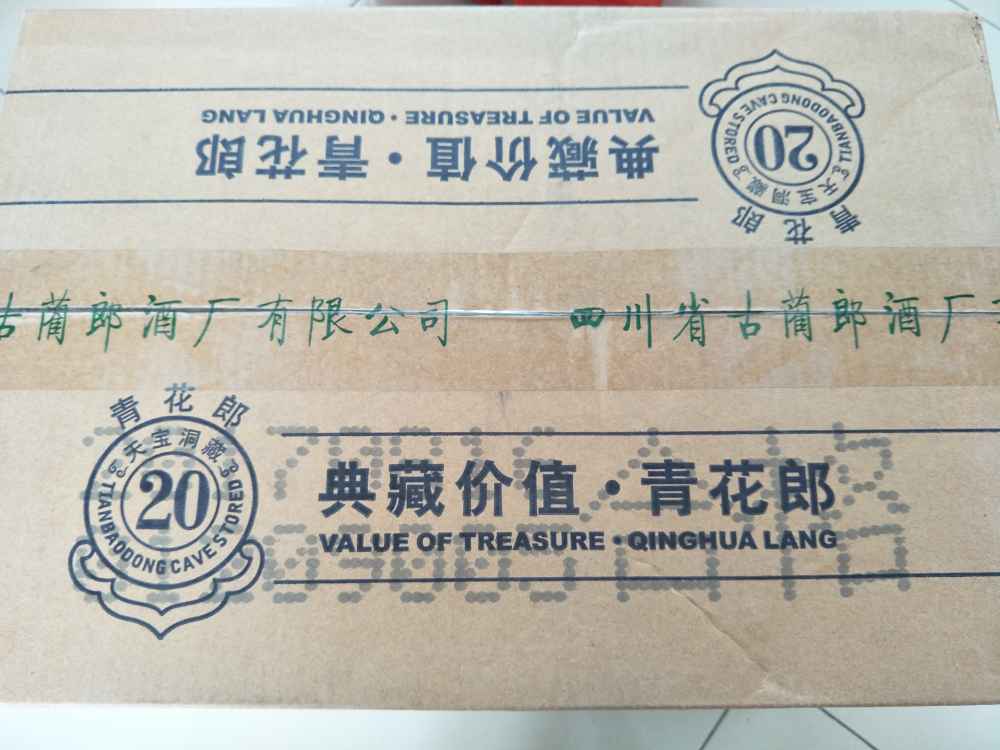 VALUE OF TREASURE·QINGHUA LANG
典藏价值·青花郎
TIANBAODONG CAVE STORED
20
天宝洞藏
青花郎
古蔺郎酒厂有限公司 四川省古蔺郎酒厂
青花郎
天宝洞藏
20
TIANBAODONG CAVE STORED
典藏价值·青花郎
VALUE OF TREASURE·QINGHUA LANG